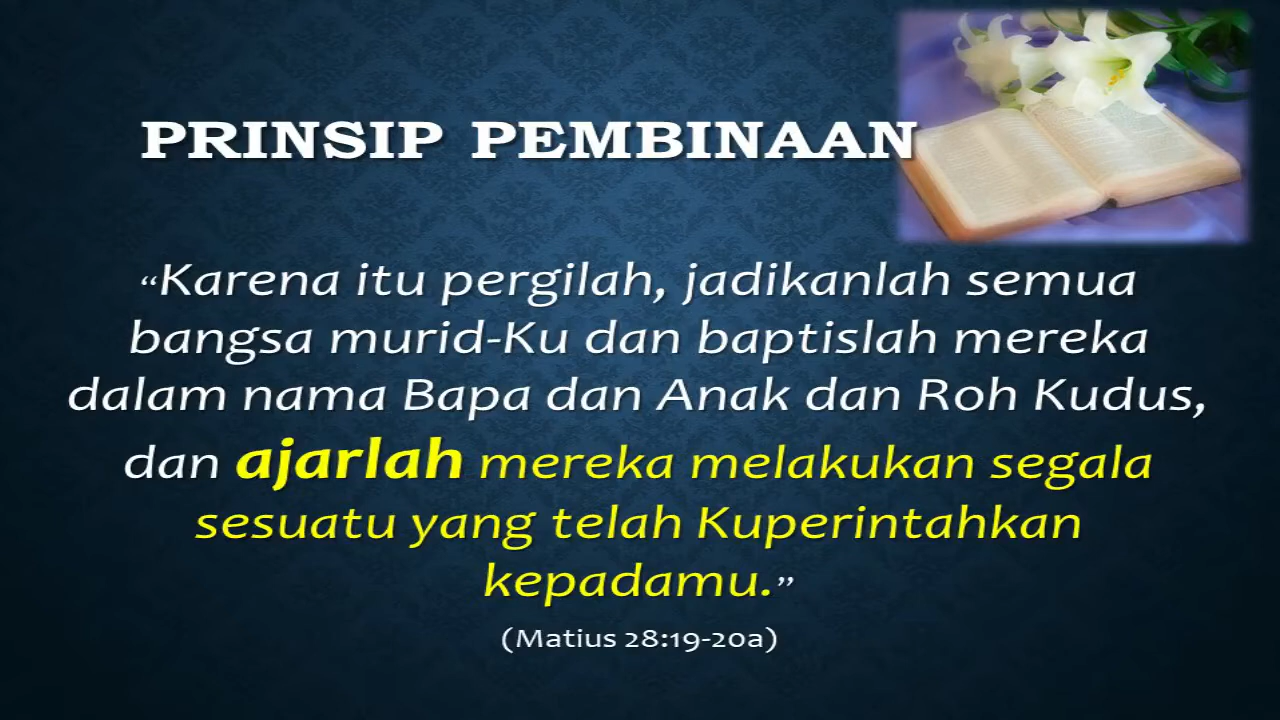 PRINSIP PEMBINAAN
“Karena itu pergilah, jadikanlah semua
bangsa murid-Ku dan baptislah mereka
dalam nama Bapa dan Anak dan Roh Kudus,
dan ajarlah mereka melakukan segala
sesuatu yang telah Kuperintahkan
kepadamu.”
(Matius 28:19-20a)